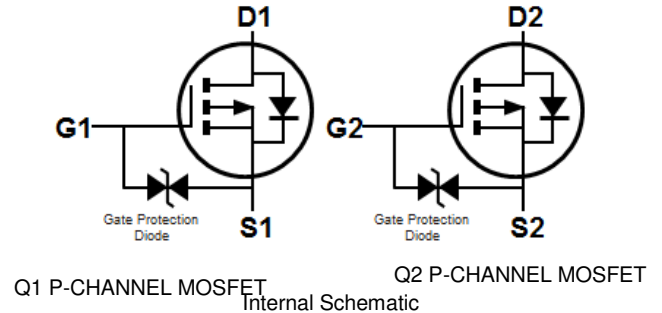 D1
D2
G1
G2
Gate Protection
Diode
S1
Gate Protection
Diode
S2
Q1 P-CHANNEL MOSFET
Q2 P-CHANNEL MOSFET
Internal Schematic